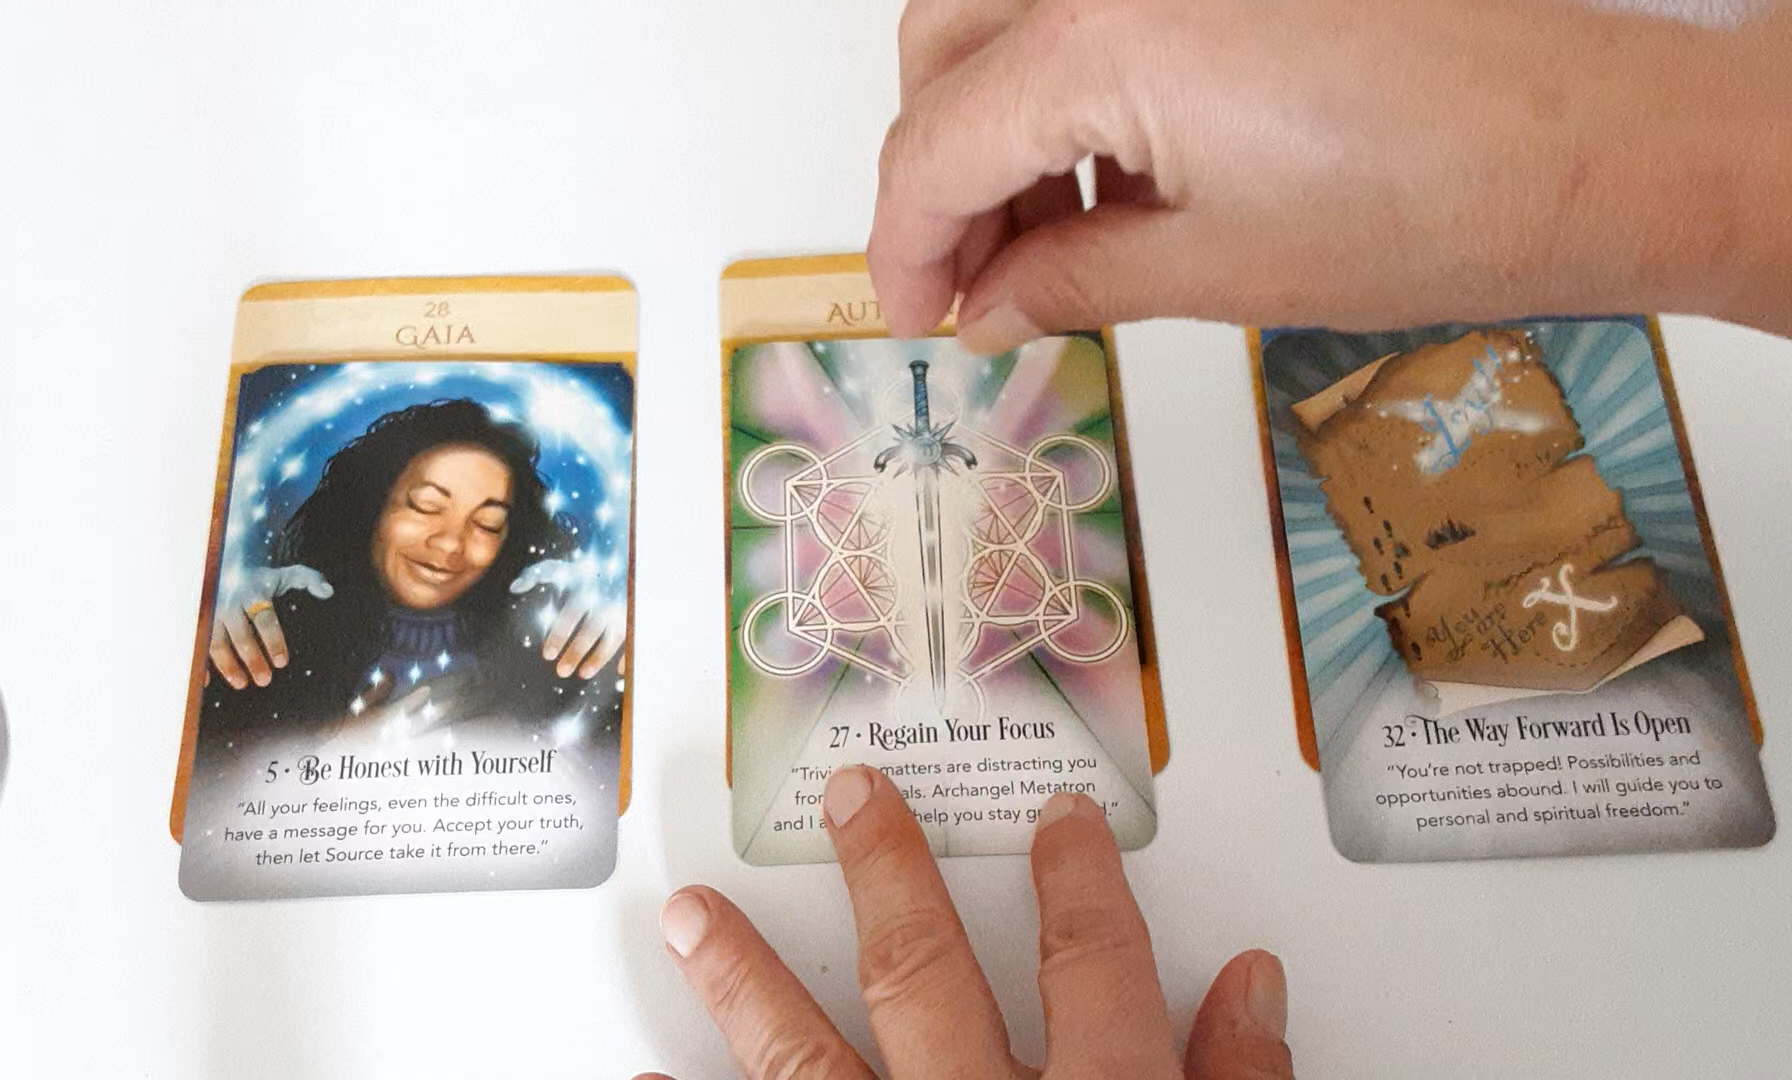 28
GAIA
5 · Be Honest with Yourself
"All your feelings, even the difficult ones,
have a message for you. Accept your truth,
then let Source take it from there."
27 · Regain Your Focus
matters are distracting you
Archangel Metatron
and I help you stay
Joy!
You
are
Here
X
32 · The Way Forward Is Open
"You're not trapped! Possibilities and
opportunities abound. I will guide you to
personal and spiritual freedom."